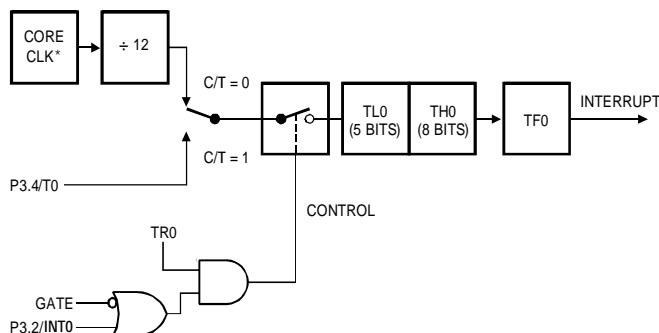 CORE
CLK*
÷ 12
C/T = 0
TL0
(5 BITS)
TH0
(8 BITS)
TF0
INTERRUPT
C/T = 1
P3.4/T0
CONTROL
TR0
GATE
P3.2/INT0